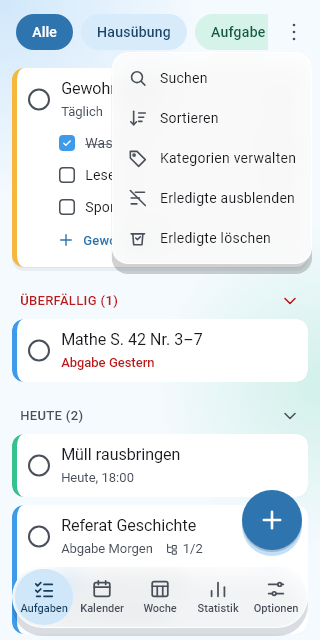 Alle Hausübung Aufgabe
Suchen
Sortieren
Kategorien verwalten
Erledigte ausblenden
Erledigte löschen
Täglich
ÜBERFÄLLIG (1)
Mathe S. 42 Nr. 3–7
Abgabe Gestern
HEUTE (2)
Müll rausbringen
Heute, 18:00
Referat Geschichte
Abgabe Morgen 1/2
Aufgaben Kalender Woche Statistik Optionen